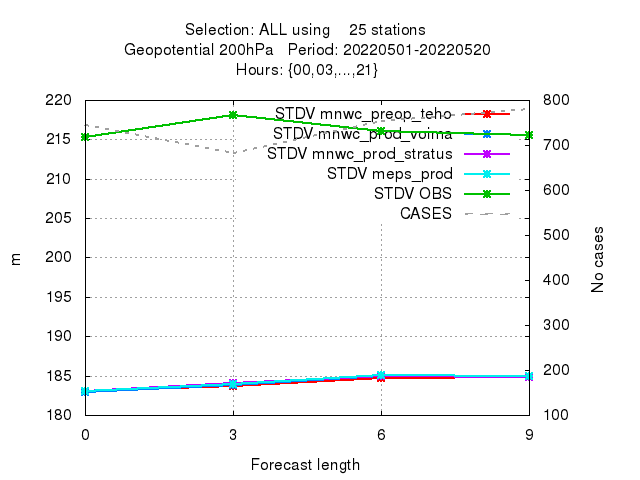 Selection: ALL using 25 stations
Geopotential 200hPa Period: 20220501-20220520
Hours: {00,03,...,21}
220
215
210
205
200
195
190
185
180
m
800
700
600
500
400
300
200
100
No cases
STDV mnwc_preop_teho
STDV mnwc_prod_voima
STDV mnwc_prod_stratus
STDV meps_prod
STDV OBS
CASES
0
3
6
9
Forecast length